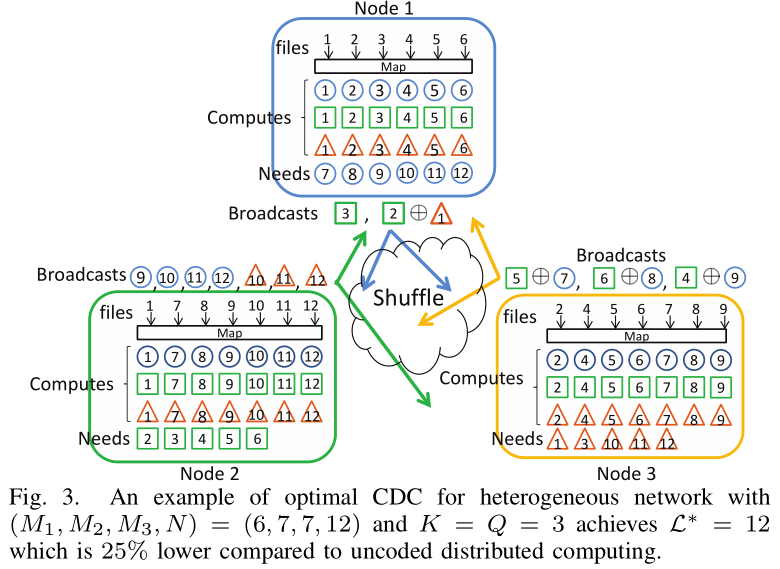 Node 1
files 1 2 3 4 5 6
Map
1 2 3 4 5 6
Computes 1 2 3 4 5 6
1 2 3 4 5 6
Needs 7 8 9 10 11 12
Broadcasts 3 , 2 ⊕ 1
Shuffle
Broadcasts 9 , 10 , 11 , 12 , 10 , 11 , 12
files 1 7 8 9 10 11 12
Map
1 7 8 9 10 11 12
Computes 1 7 8 9 10 11 12
1 7 8 9 10 11 12
Needs 2 3 4 5 6
Node 2
Broadcasts
5 ⊕ 7 , 6 ⊕ 8 , 4 ⊕ 9
files 2 4 5 6 7 8 9
Map
2 4 5 6 7 8 9
Computes 2 4 5 6 7 8 9
2 4 5 6 7 8 9
Needs 1 3 10 11 12
Node 3
Fig. 3. An example of optimal CDC for heterogeneous network with
(M₁, M₂, M₃, N) = (6, 7, 7, 12) and K = Q = 3 achieves ℒ* = 12
which is 25% lower compared to uncoded distributed computing.